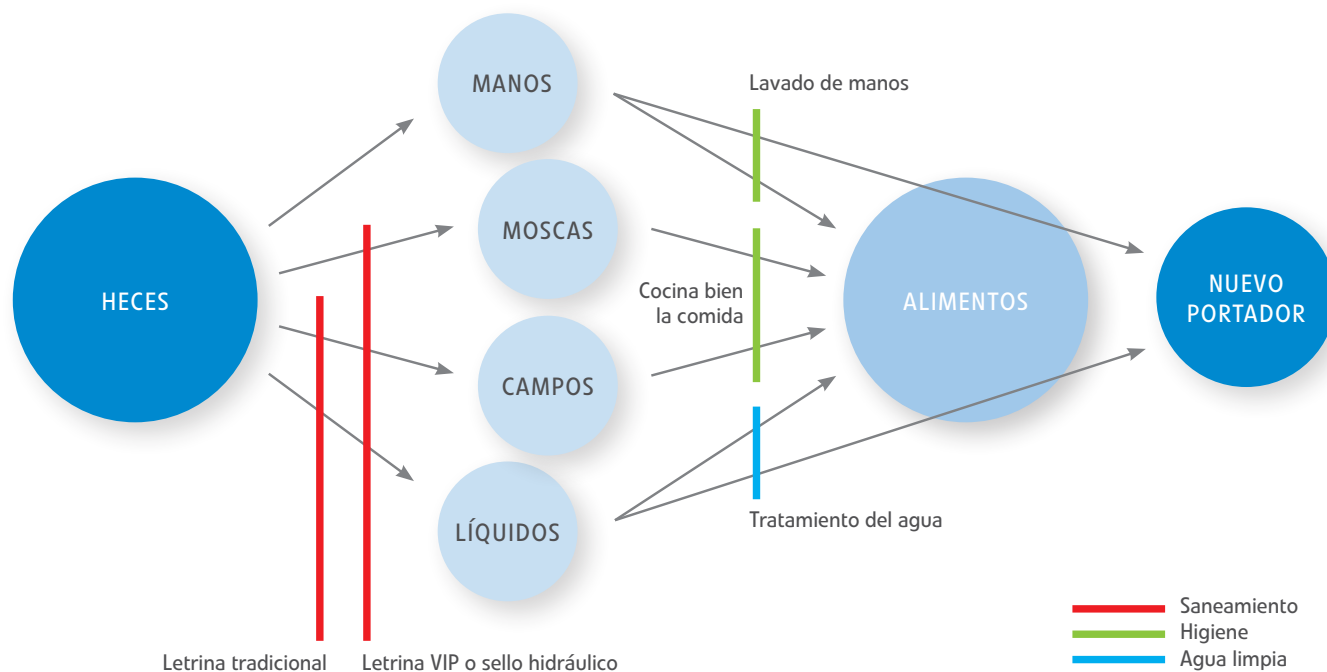 MANOS
Lavado de manos
MOSCAS
HECES
Cocina bien
la comida
ALIMENTOS
NUEVO
PORTADOR
CAMPOS
LÍQUIDOS
Tratamiento del agua
Letrina tradicional
Letrina VIP o sello hidráulico
Saneamiento
Higiene
Agua limpia